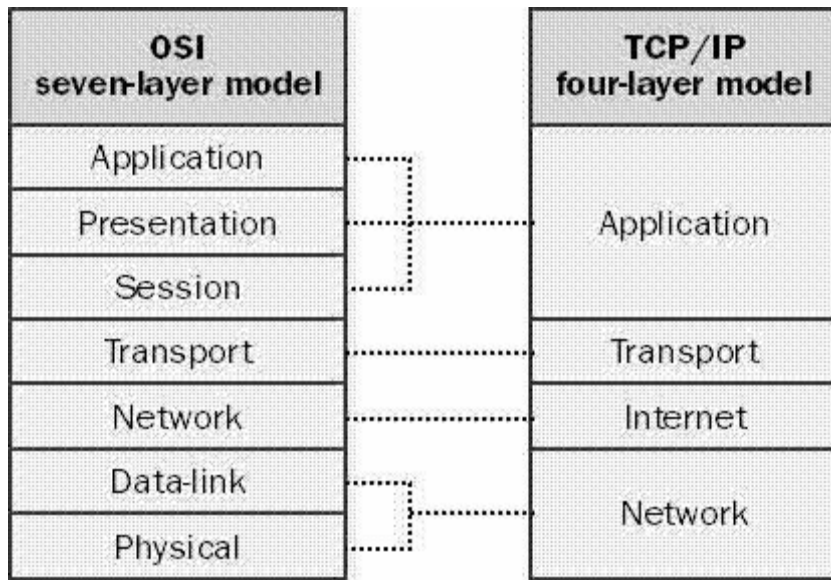 OSI
seven-layer model
Application
Presentation
Session
Transport
Network
Data-link
Physical
TCP/IP
four-layer model
Application
Transport
Internet
Network